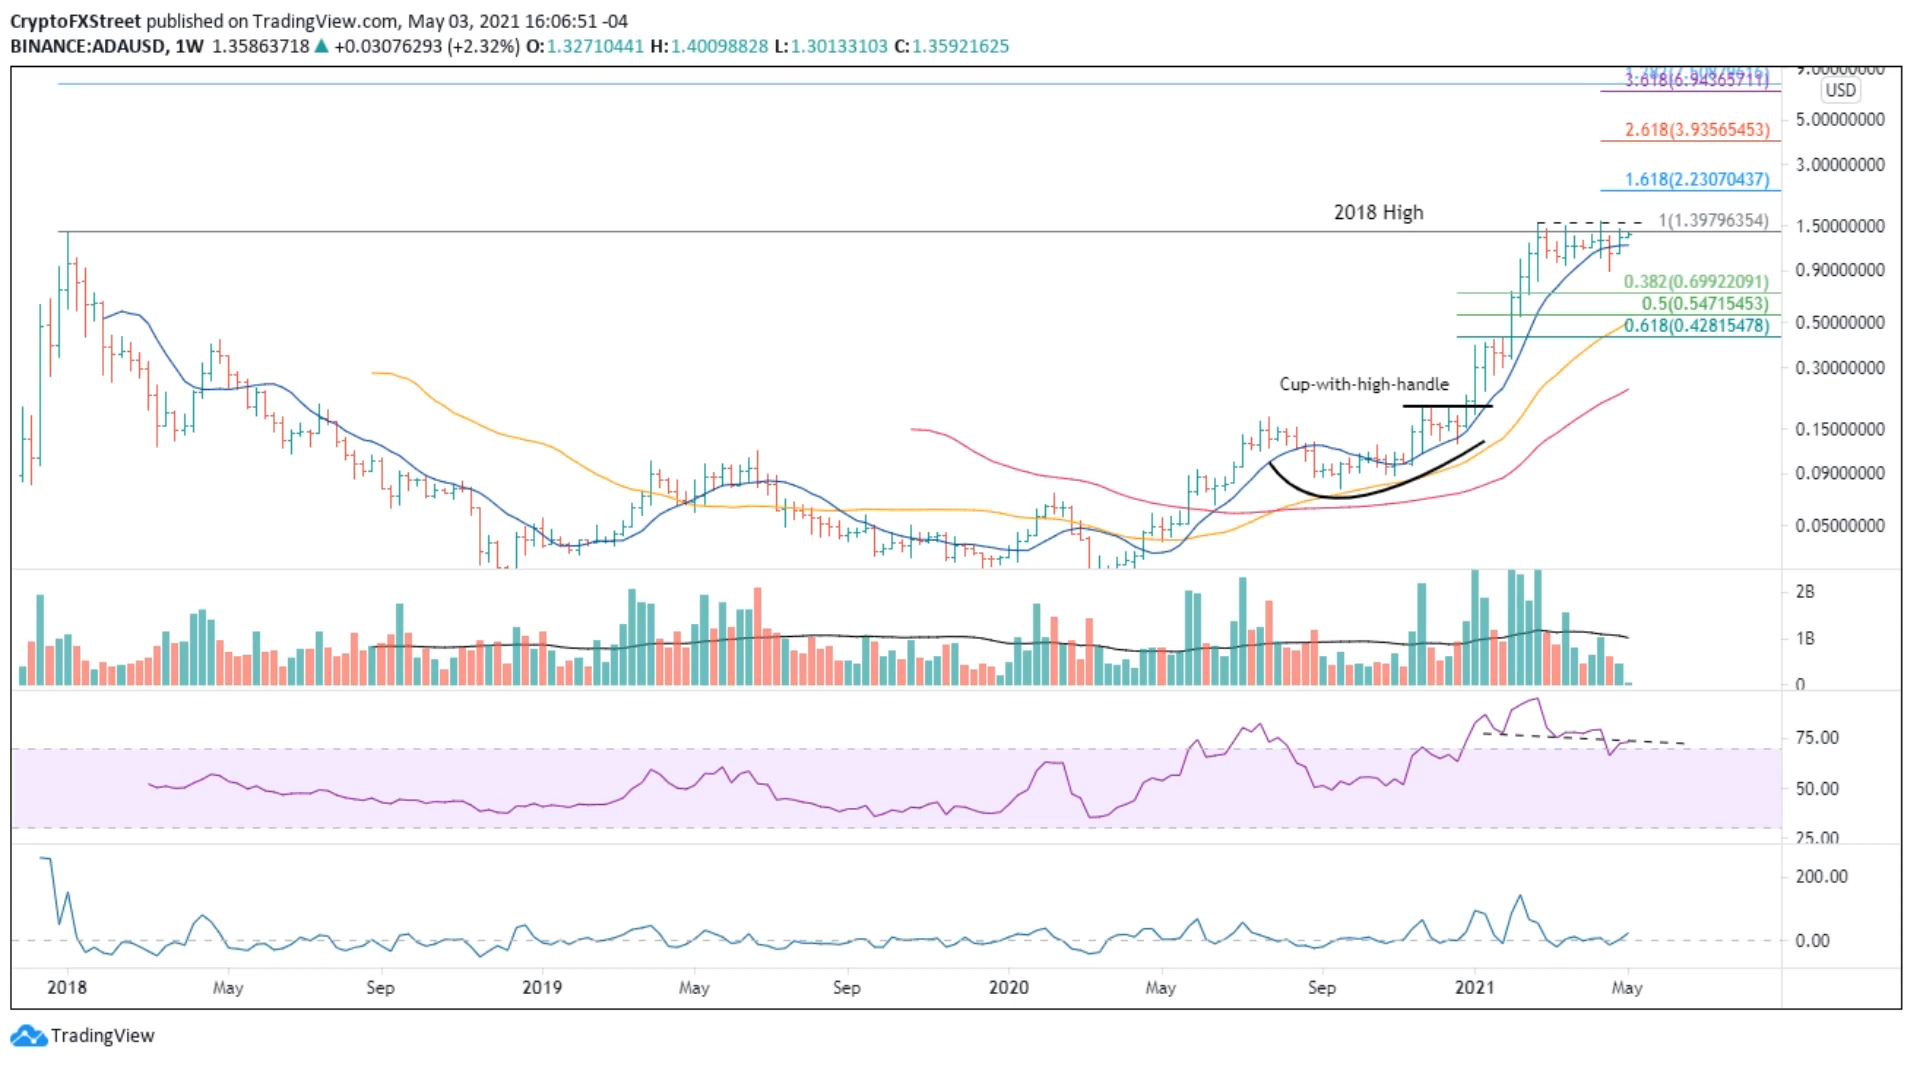 CryptoFXStreet published on TradingView.com, May 03, 2021 16:06:51 -04
BINANCE:ADAUSD, 1W 1.35863718 ▲ +0.03076293 (+2.32%) O:1.32710441 H:1.40098828 L:1.30133103 C:1.35921625
9.00000000
3.618(6.94365711)
USD
5.00000000
2.618(3.93565453)
3.00000000
1.618(2.23070437)
2018 High
1(1.39796354)
1.50000000
0.90000000
0.382(0.69922091)
0.5(0.54715453)
0.50000000
0.618(0.42815478)
0.30000000
Cup-with-high-handle
0.15000000
0.09000000
0.05000000
2B
1B
0
75.00
50.00
25.00
200.00
0.00
2018 May Sep 2019 May Sep 2020 May Sep 2021 May
TradingView